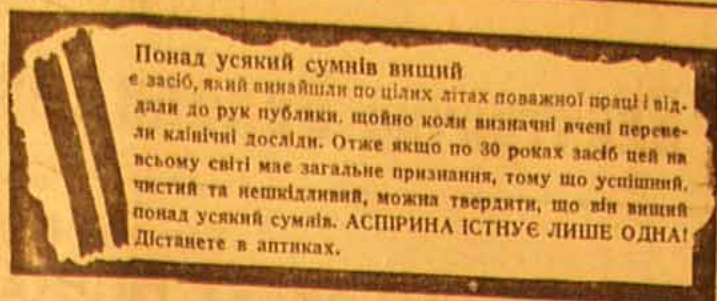 Понад усякий сумнів вищий
є засіб, який винайшли по цілих літах поважної праці і від-
дали до рук публики, щойно коли визначні вчені переве-
ли клінічні досліди. Отже якщо по 30 роках засіб цей на
всьому світі має загальне признання, тому що успішний,
чистий та нешкідливий, можна твердити, що він вищий
понад усякий сумнів. АСПІРИНА ІСТНУЄ ЛИШЕ ОДНА!
Дістанете в аптиках.